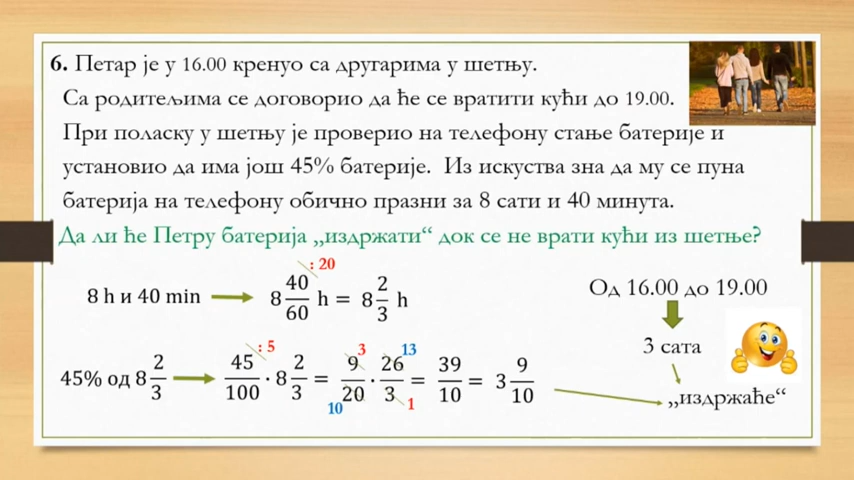 6. Петар је у 16.00 кренуо са другарима у шетњу.
Са родитељима се договорио да ће се вратити кући до 19.00.
При поласку у шетњу је проверио на телефону стање батерије и
установио да има још 45% батерије. Из искуства зна да му се пуна
батерија на телефону обично празни за 8 сати и 40 минута.
Да ли ће Петру батерија „издржати“ док се не врати кући из шетње?
8 h и 40 min → 8 40/60 h = 8 2/3 h
: 20
Од 16.00 до 19.00
3 сата
45% од 8 2/3 → 45/100 · 8 2/3 = 9/20 · 26/3 = 39/10 = 3 9/10
: 5
3 13
10 1
„издржаће“